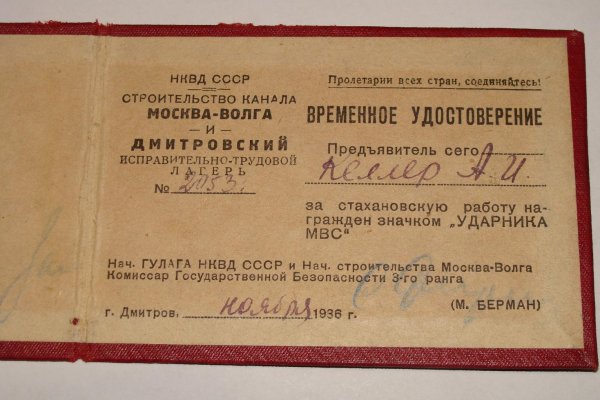 НКВД СССР
СТРОИТЕЛЬСТВО КАНАЛА
МОСКВА-ВОЛГА
— И —
ДМИТРОВСКИЙ
ИСПРАВИТЕЛЬНО-ТРУДОВОЙ
ЛАГЕРЬ
№ 2053.
Пролетарии всех стран, соединяйтесь!
ВРЕМЕННОЕ УДОСТОВЕРЕНИЕ
Предъявитель сего
Келлер А.И.
за стахановскую работу на-
гражден значком „УДАРНИКА
МВС“
Нач. ГУЛАГА НКВД СССР и Нач. строительства Москва-Волга
Комиссар Государственной Безопасности 3-го ранга
(М. БЕРМАН)
г. Дмитров, ноября 1936 г.